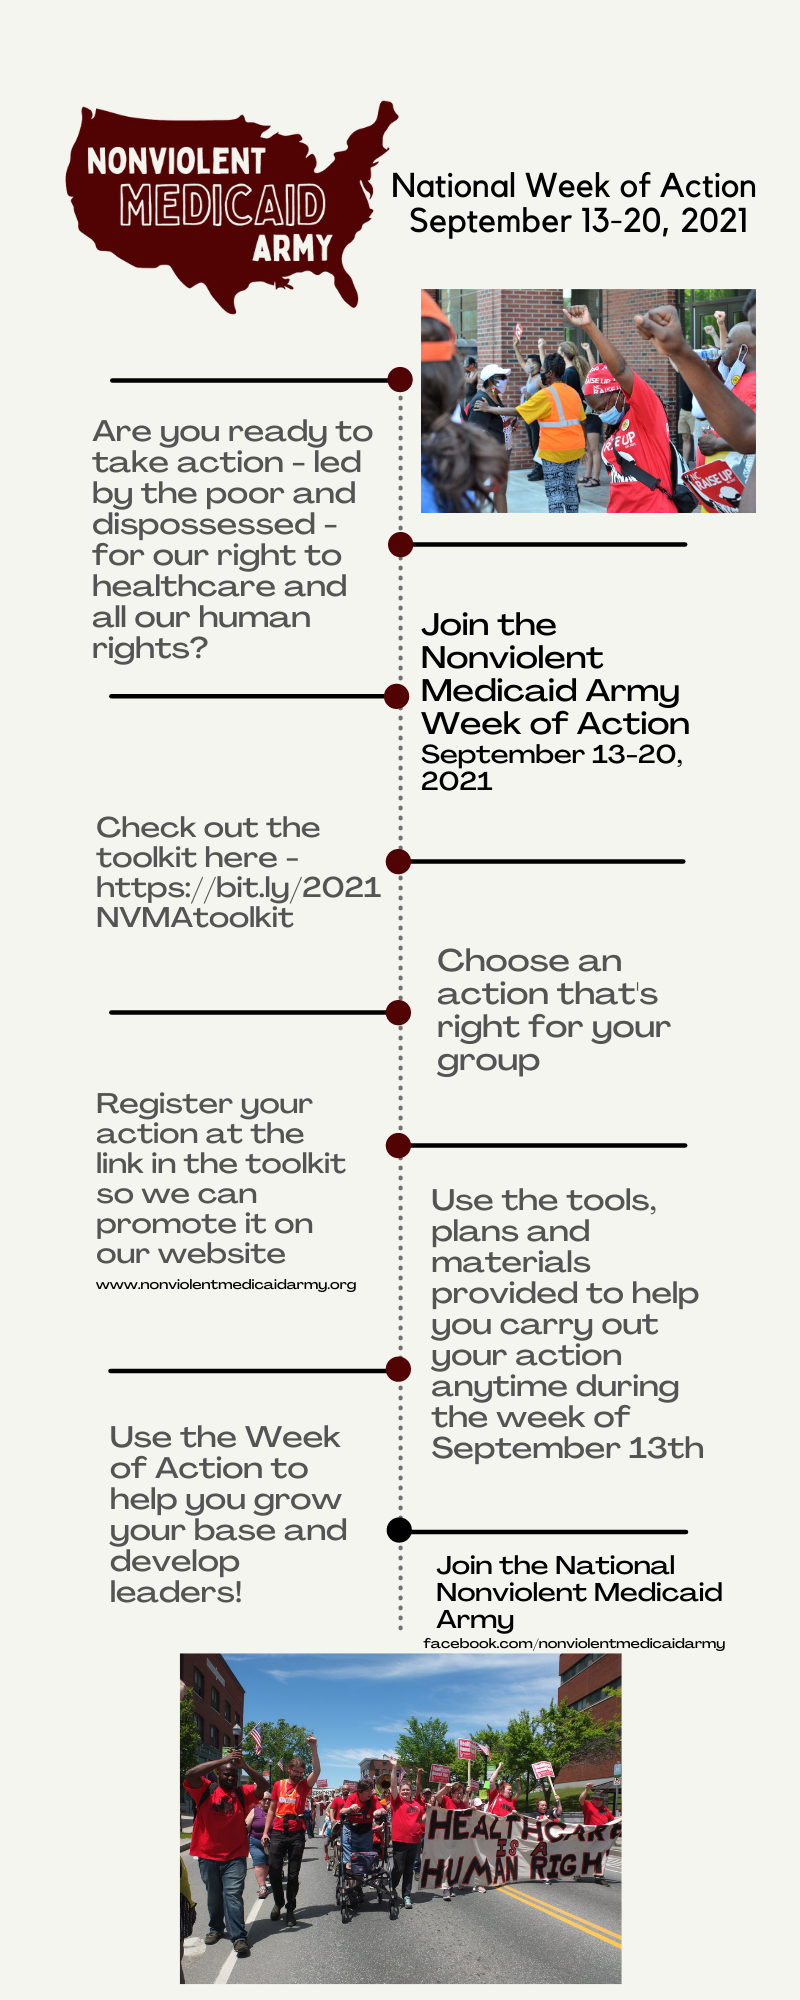 NONVIOLENT
MEDICAID
ARMY
National Week of Action
September 13-20, 2021
RAISE UP
RAISE UP
Are you ready to
take action - led
by the poor and
dispossessed -
for our right to
healthcare and
all our human
rights?
Join the
Nonviolent
Medicaid Army
Week of Action
September 13-20,
2021
Check out the
toolkit here -
https://bit.ly/2021
NVMAtoolkit
Choose an
action that's
right for your
group
Register your
action at the
link in the toolkit
so we can
promote it on
our website
www.nonviolentmedicaidarmy.org
Use the tools,
plans and
materials
provided to help
you carry out
your action
anytime during
the week of
September 13th
Use the Week
of Action to
help you grow
your base and
develop
leaders!
Join the National
Nonviolent Medicaid
Army
facebook.com/nonviolentmedicaidarmy
HEALTHCAR
IS A
HUMAN RIGH